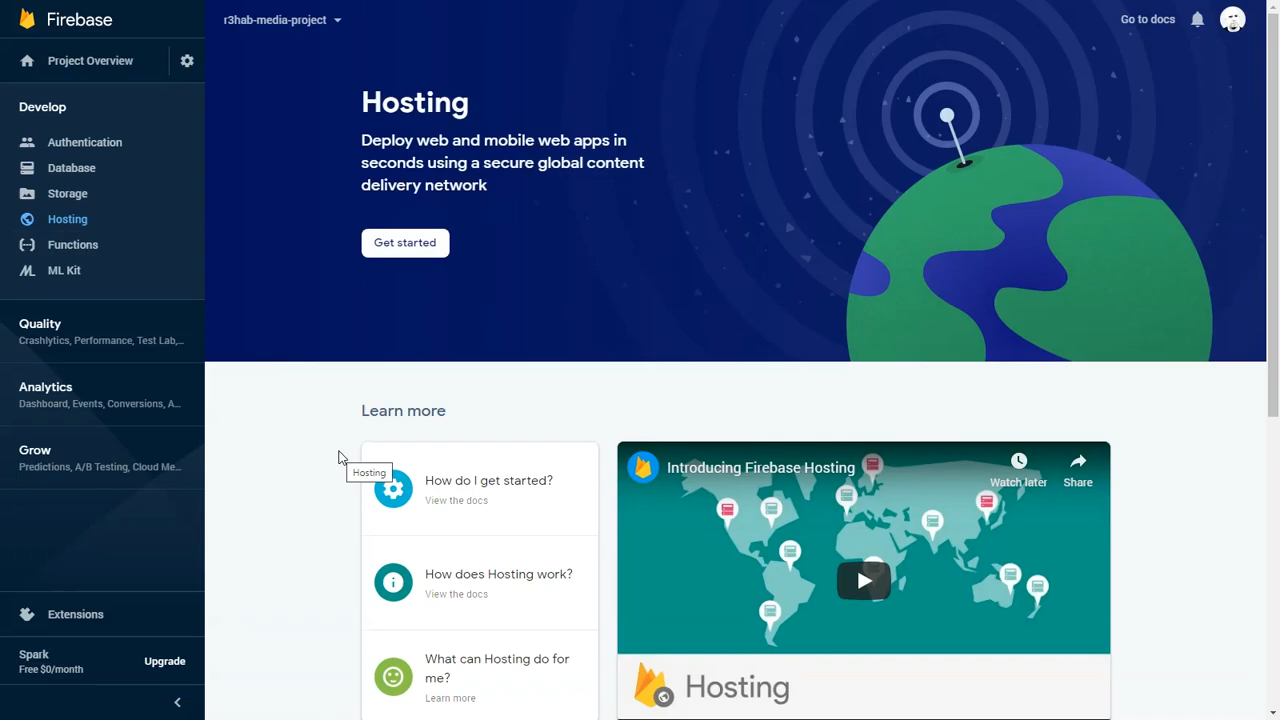 Firebase
r3hab-media-project
Go to docs
Project Overview
Develop
Authentication
Database
Storage
Hosting
Functions
ML Kit
Quality
Crashlytics, Performance, Test Lab,...
Analytics
Dashboard, Events, Conversions, A...
Grow
Predictions, A/B Testing, Cloud Me...
Extensions
Spark
Free $0/month
Upgrade
Hosting
Deploy web and mobile web apps in
seconds using a secure global content
delivery network
Get started
Learn more
Hosting
How do I get started?
View the docs
How does Hosting work?
View the docs
What can Hosting do for
me?
Learn more
Introducing Firebase Hosting
Watch later
Share
Hosting